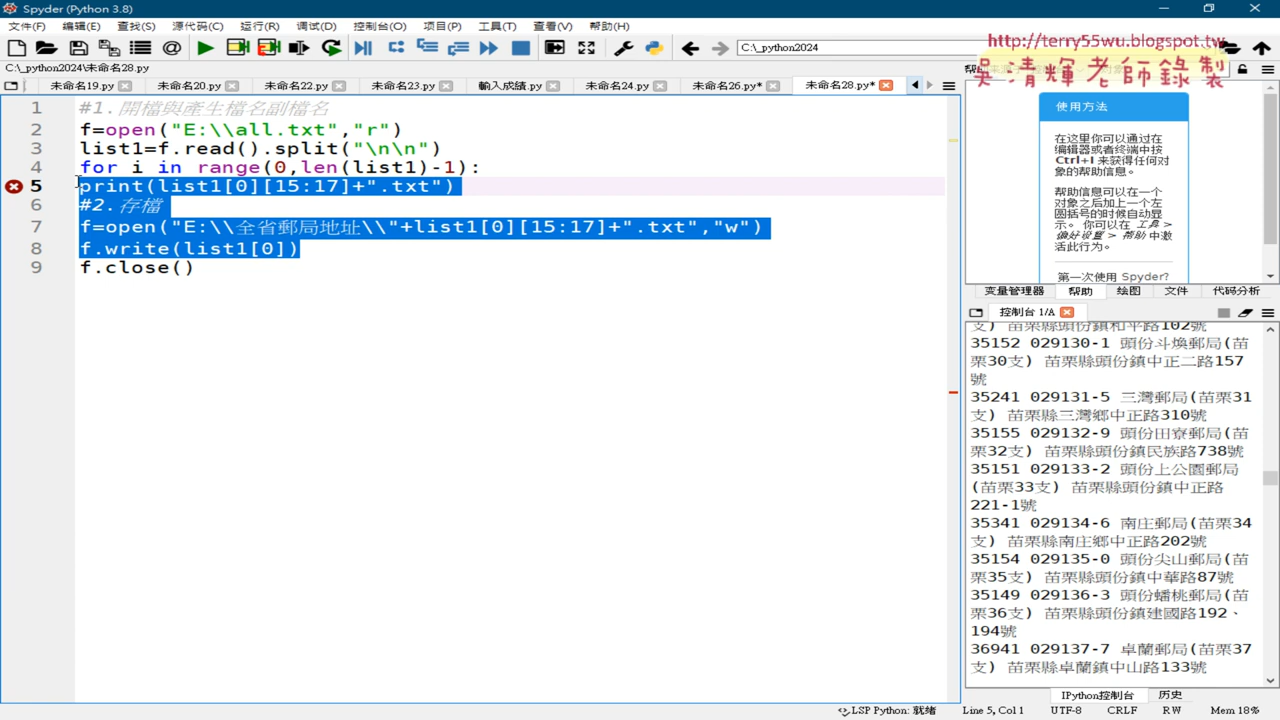 Spyder (Python 3.8)
文件(F) 编辑(E) 查找(S) 源代码(C) 运行(R) 调试(D) 控制台(O) 项目(P) 工具(T) 查看(V) 帮助(H)
C:\_python2024
http://terry55wu.blogspot.tw
吳清輝老師錄製
C:\_python2024\未命名28.py
未命名19.py 未命名20.py 未命名22.py 未命名23.py 輸入成績.py 未命名24.py 未命名26.py* 未命名28.py*
1 #1.開檔與產生檔名副檔名
2 f=open("E:\\all.txt","r")
3 list1=f.read().split("\n\n")
4 for i in range(0,len(list1)-1):
5 print(list1[0][15:17]+".txt")
6 #2.存檔
7 f=open("E:\\全省郵局地址\\"+list1[0][15:17]+".txt","w")
8 f.write(list1[0])
9 f.close()
使用方法
在这里你可以通过在
编辑器或者终端中按
Ctrl+I 来获得任何对
象的帮助信息。
帮助信息可以在一个
对象之后加上一个左
圆括号的时候自动显
示。 你可以在 工具 >
偏好设置 > 帮助 中激
活此行为。
第一次使用 Spyder?
变量管理器 帮助 绘图 文件 代码分析
控制台 1/A
支) 苗栗縣頭份鎮和平路102號
35152 029130-1 頭份斗煥郵局(苗
栗30支) 苗栗縣頭份鎮中正二路157
號
35241 029131-5 三灣郵局(苗栗31
支) 苗栗縣三灣鄉中正路310號
35155 029132-9 頭份田寮郵局(苗
栗32支) 苗栗縣頭份鎮民族路738號
35151 029133-2 頭份上公園郵局
(苗栗33支) 苗栗縣頭份鎮中正路
221-1號
35341 029134-6 南庄郵局(苗栗34
支) 苗栗縣南庄鄉中正路202號
35154 029135-0 頭份尖山郵局(苗
栗35支) 苗栗縣頭份鎮中華路87號
35149 029136-3 頭份蟠桃郵局(苗
栗36支) 苗栗縣頭份鎮建國路192、
194號
36941 029137-7 卓蘭郵局(苗栗37
支) 苗栗縣卓蘭鎮中山路133號
IPython控制台 历史
LSP Python: 就绪 Line 5, Col 1 UTF-8 CRLF RW Mem 18%